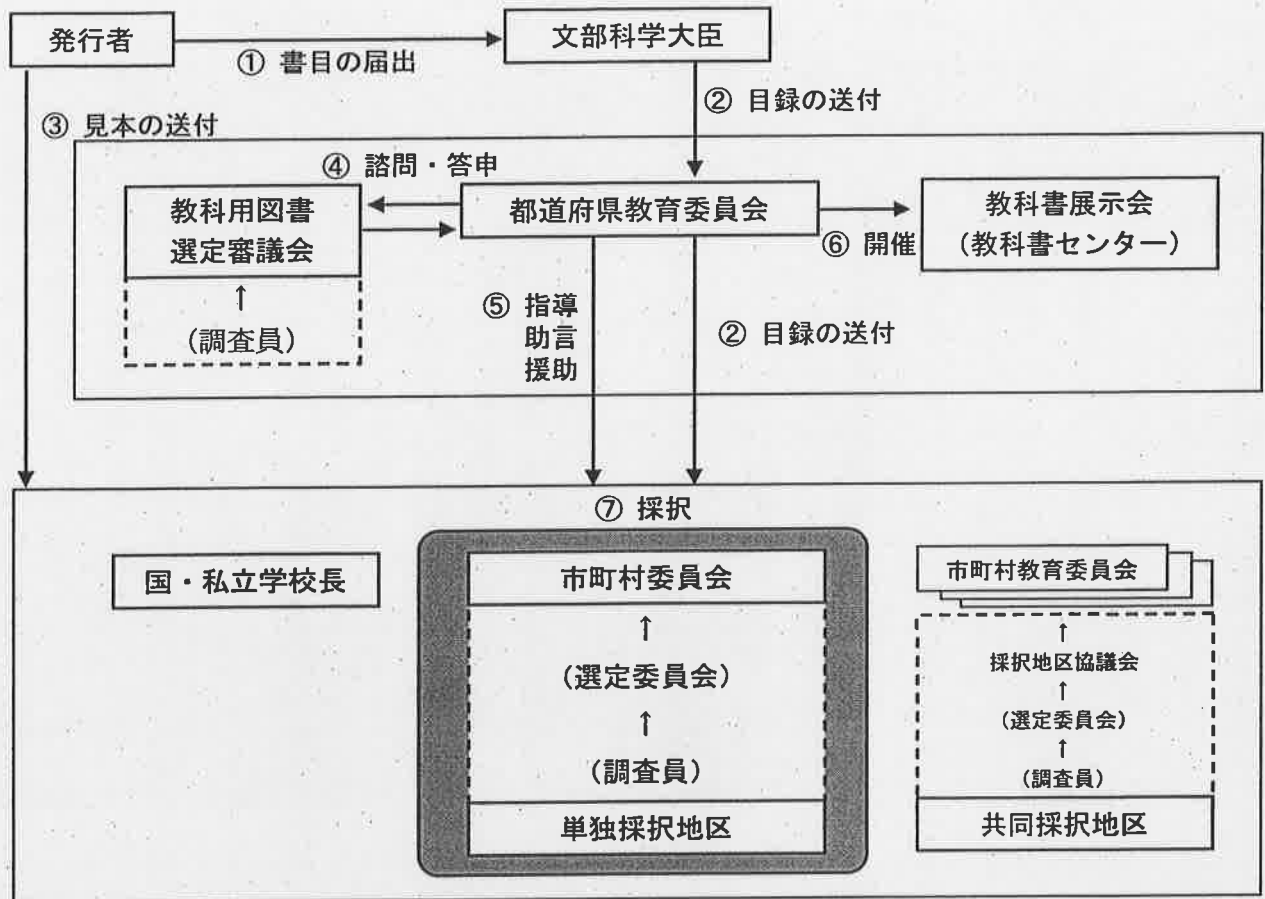 発行者
文部科学大臣
① 書目の届出
② 目録の送付
③ 見本の送付
④ 諮問・答申
教科用図書
選定審議会
↑
(調査員)
都道府県教育委員会
⑥ 開催
教科書展示会
(教科書センター)
⑤ 指導
助言
援助
② 目録の送付
⑦ 採択
国・私立学校長
市町村委員会
↑
(選定委員会)
↑
(調査員)
単独採択地区
市町村教育委員会
↑
採択地区協議会
↑
(選定委員会)
↑
(調査員)
共同採択地区